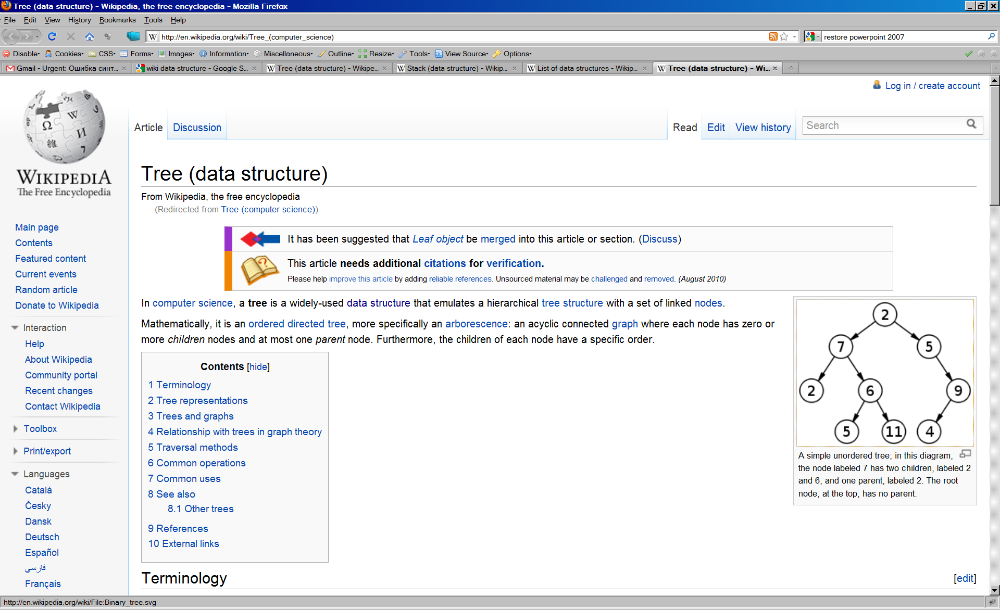 Tree (data structure) - Wikipedia, the free encyclopedia - Mozilla Firefox
File Edit View History Bookmarks Tools Help
http://en.wikipedia.org/wiki/Tree_(computer_science)
restore powerpoint 2007
Disable Cookies CSS Forms Images Information Miscellaneous Outline Resize Tools View Source Options
Gmail - Urgent: Ошибка синт... wiki data structure - Google S... Tree (data structure) - Wikipe... Stack (data structure) - Wikip... List of data structures - Wikip... Tree (data structure) - Wi...
Log in / create account
Article Discussion Read Edit View history Search
WIKIPEDIA
The Free Encyclopedia
Main page
Contents
Featured content
Current events
Random article
Donate to Wikipedia
Interaction
Help
About Wikipedia
Community portal
Recent changes
Contact Wikipedia
Toolbox
Print/export
Languages
Català
Česky
Dansk
Deutsch
Español
فارسی
Français
Tree (data structure)
From Wikipedia, the free encyclopedia
(Redirected from Tree (computer science))
It has been suggested that Leaf object be merged into this article or section. (Discuss)
This article needs additional citations for verification.
Please help improve this article by adding reliable references. Unsourced material may be challenged and removed. (August 2010)
In computer science, a tree is a widely-used data structure that emulates a hierarchical tree structure with a set of linked nodes.
Mathematically, it is an ordered directed tree, more specifically an arborescence: an acyclic connected graph where each node has zero or
more children nodes and at most one parent node. Furthermore, the children of each node have a specific order.
Contents [hide]
1 Terminology
2 Tree representations
3 Trees and graphs
4 Relationship with trees in graph theory
5 Traversal methods
6 Common operations
7 Common uses
8 See also
8.1 Other trees
9 References
10 External links
2
7 5
2 6 9
5 11 4
A simple unordered tree; in this diagram,
the node labeled 7 has two children, labeled 2
and 6, and one parent, labeled 2. The root
node, at the top, has no parent.
Terminology [edit]
http://en.wikipedia.org/wiki/File:Binary_tree.svg